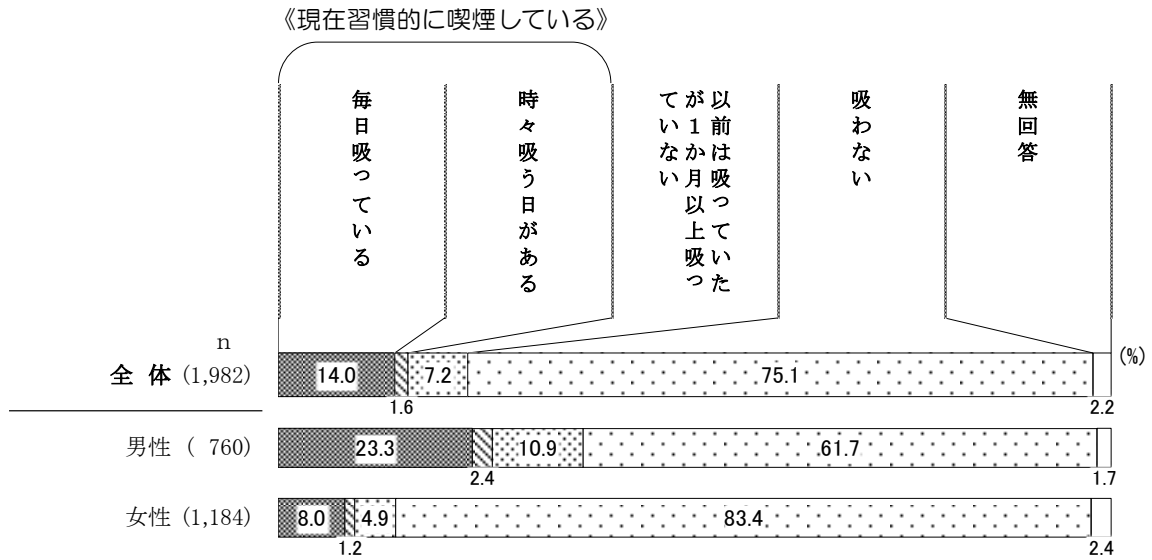 《現在習慣的に喫煙している》
毎日吸っている
時々吸う日がある
以前は吸っていた
が１か月以上吸っ
ていない
吸わない
無回答
n
(%)
全 体 (1,982)
14.0
1.6
7.2
75.1
2.2
男性 ( 760)
23.3
2.4
10.9
61.7
1.7
女性 (1,184)
8.0
1.2
4.9
83.4
2.4